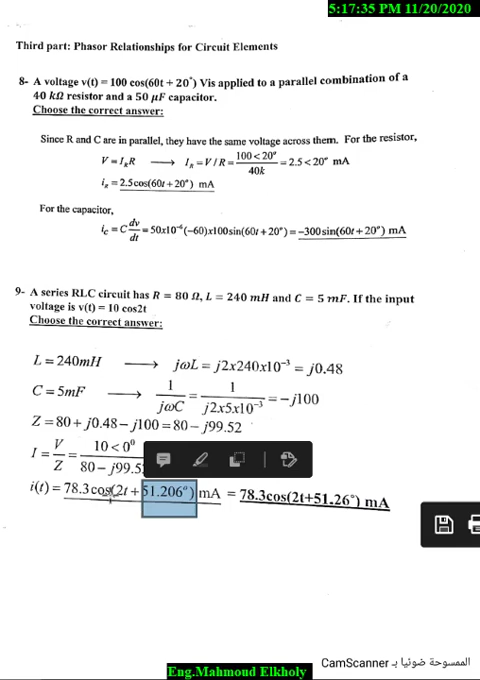 5:17:35 PM 11/20/2020
Third part: Phasor Relationships for Circuit Elements
8- A voltage v(t) = 100 cos(60t + 20°) V is applied to a parallel combination of a
40 kΩ resistor and a 50 μF capacitor.
Choose the correct answer:
Since R and C are in parallel, they have the same voltage across them. For the resistor,
V = I_R R → I_R = V / R = 100 < 20° / 40k = 2.5 < 20° mA
i_R = 2.5cos(60t + 20°) mA
For the capacitor,
i_C = C dv/dt = 50x10^-6 (-60)x100sin(60t + 20°) = -300sin(60t + 20°) mA
9- A series RLC circuit has R = 80 Ω, L = 240 mH and C = 5 mF. If the input
voltage is v(t) = 10 cos2t
Choose the correct answer:
L = 240mH → jωL = j2x240x10^-3 = j0.48
C = 5mF → 1/jωC = 1/j2x5x10^-3 = -j100
Z = 80 + j0.48 - j100 = 80 - j99.52
I = V/Z = 10 < 0° / 80 - j99.5
i(t) = 78.3cos(2t + 51.206°) mA = 78.3cos(2t+51.26°) mA
الممسوحة ضوئيا بـ CamScanner
Eng.Mahmoud Elkholy